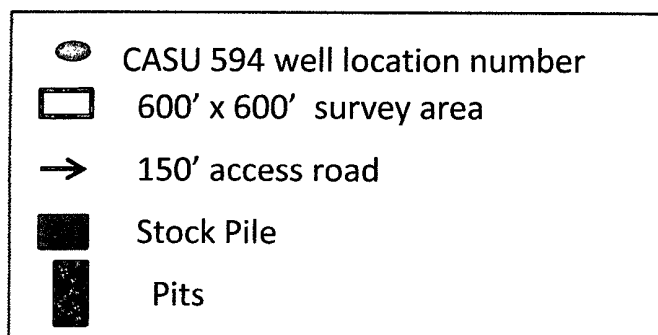 CASU 594 well location number
600' x 600' survey area
150' access road
Stock Pile
Pits